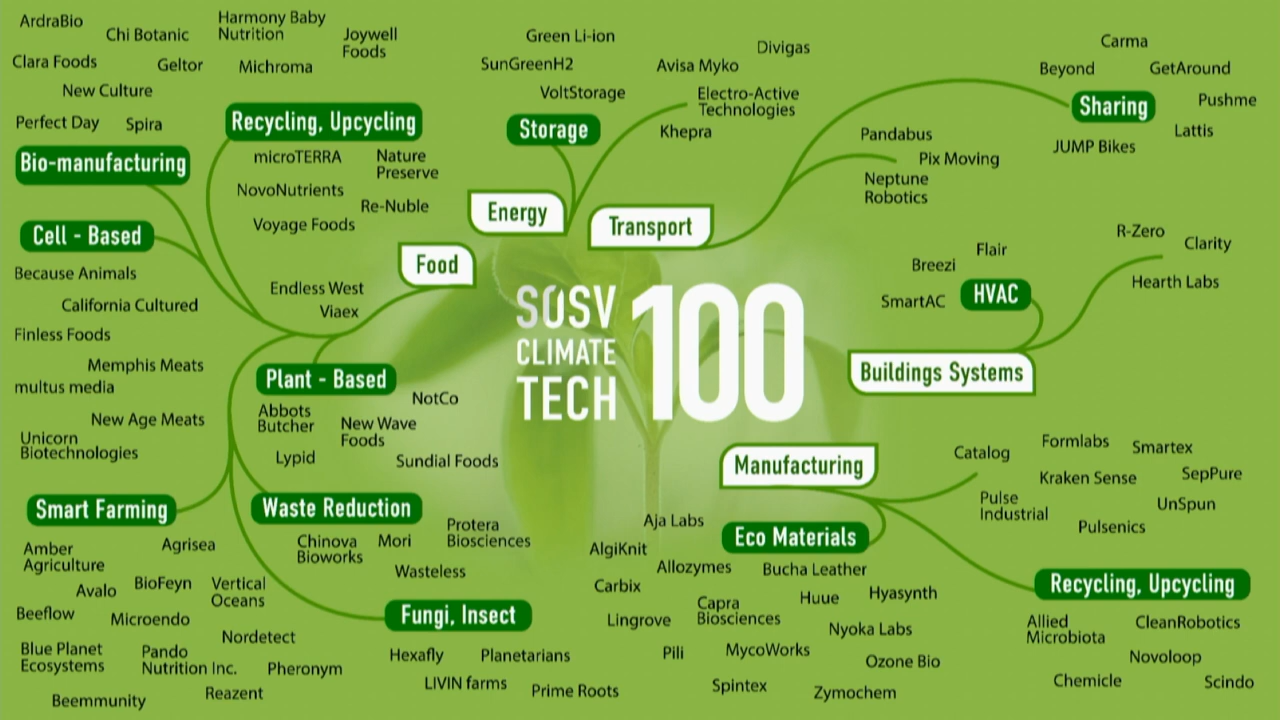 SOSV
CLIMATE
TECH
100
Food
Bio-manufacturing
ArdraBio
Chi Botanic
Harmony Baby
Nutrition
Joywell
Foods
Clara Foods
Geltor
Michroma
New Culture
Perfect Day
Spira
Recycling, Upcycling
microTERRA
Nature
Preserve
NovoNutrients
Re-Nuble
Voyage Foods
Cell - Based
Because Animals
California Cultured
Finless Foods
Memphis Meats
multus media
New Age Meats
Unicorn
Biotechnologies
Endless West
Viaex
Plant - Based
Abbots
Butcher
NotCo
New Wave
Foods
Lypid
Sundial Foods
Smart Farming
Amber
Agriculture
Agrisea
Avalo
BioFeyn
Vertical
Oceans
Beeflow
Microendo
Nordetect
Blue Planet
Ecosystems
Pando
Nutrition Inc.
Pheronym
Reazent
Beemmunity
Waste Reduction
Chinova
Bioworks
Mori
Protera
Biosciences
Wasteless
Fungi, Insect
Hexafly
Planetarians
LIVIN farms
Prime Roots
Energy
Storage
Green Li-ion
SunGreenH2
VoltStorage
Avisa Myko
Divigas
Electro-Active
Technologies
Khepra
Transport
Pandabus
Pix Moving
Neptune
Robotics
Sharing
Carma
Beyond
GetAround
Pushme
Lattis
JUMP Bikes
Buildings Systems
HVAC
Flair
Breezi
SmartAC
R-Zero
Clarity
Hearth Labs
Manufacturing
Catalog
Formlabs
Smartex
Kraken Sense
SepPure
Pulse
Industrial
UnSpun
Pulsenics
Eco Materials
Aja Labs
AlgiKnit
Allozymes
Bucha Leather
Carbix
Capra
Biosciences
Huue
Hyasynth
Lingrove
Nyoka Labs
Pili
MycoWorks
Ozone Bio
Spintex
Zymochem
Recycling, Upcycling
Allied
Microbiota
CleanRobotics
Novoloop
Chemicle
Scindo